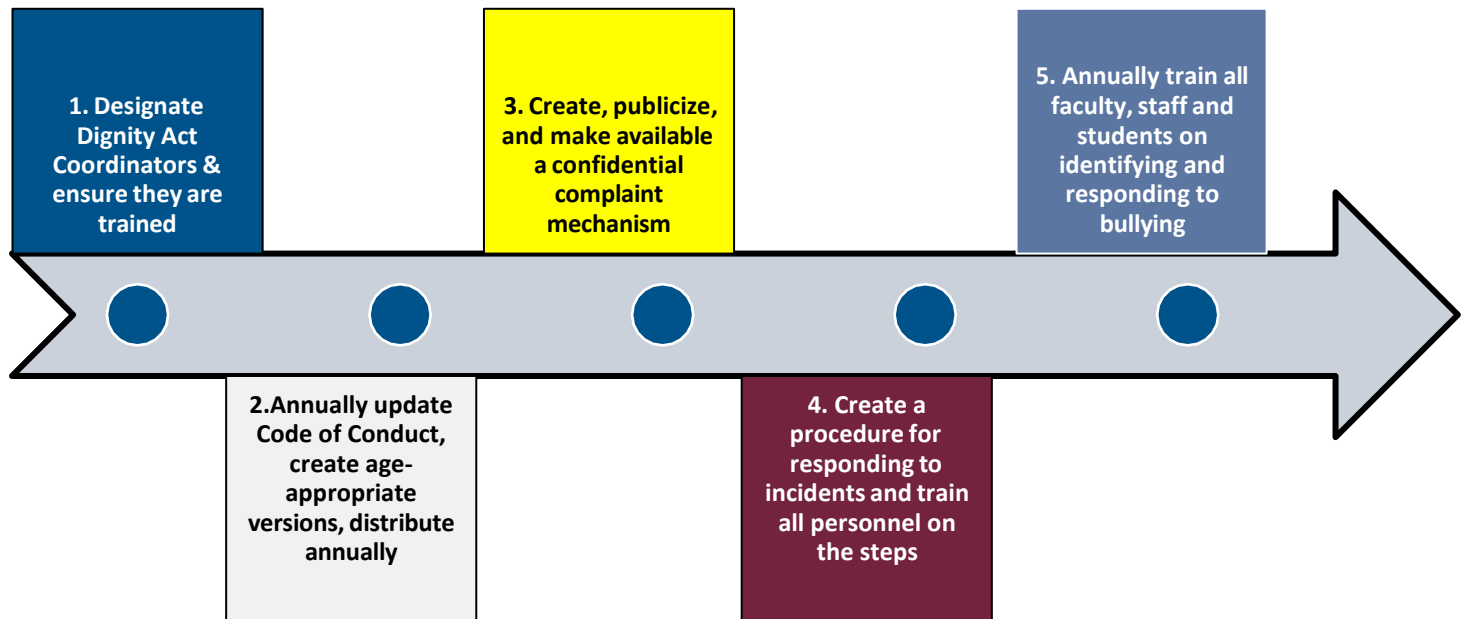 1. Designate
Dignity Act
Coordinators &
ensure they are
trained
2.Annually update
Code of Conduct,
create age-
appropriate
versions, distribute
annually
3. Create, publicize,
and make available
a confidential
complaint
mechanism
4. Create a
procedure for
responding to
incidents and train
all personnel on
the steps
5. Annually train all
faculty, staff and
students on
identifying and
responding to
bullying